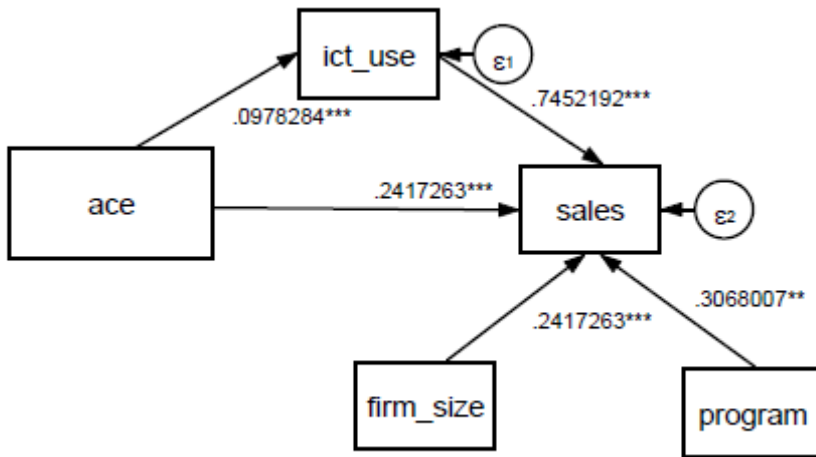 ict_use
ε1
.0978284***
.7452192***
ace
.2417263***
sales
ε2
.2417263***
.3068007**
firm_size
program